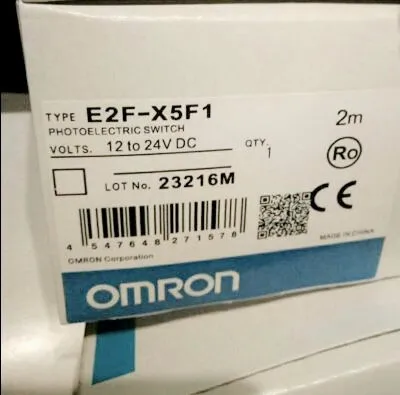 TYPE E2F-X5F1 2m
PHOTOELECTRIC SWITCH
VOLTS. 12 to 24V DC QTY. 1
Ro
LOT No. 23216M
CE
4 547648 271578
MADE IN CHINA
OMRON Corporation
OMRON